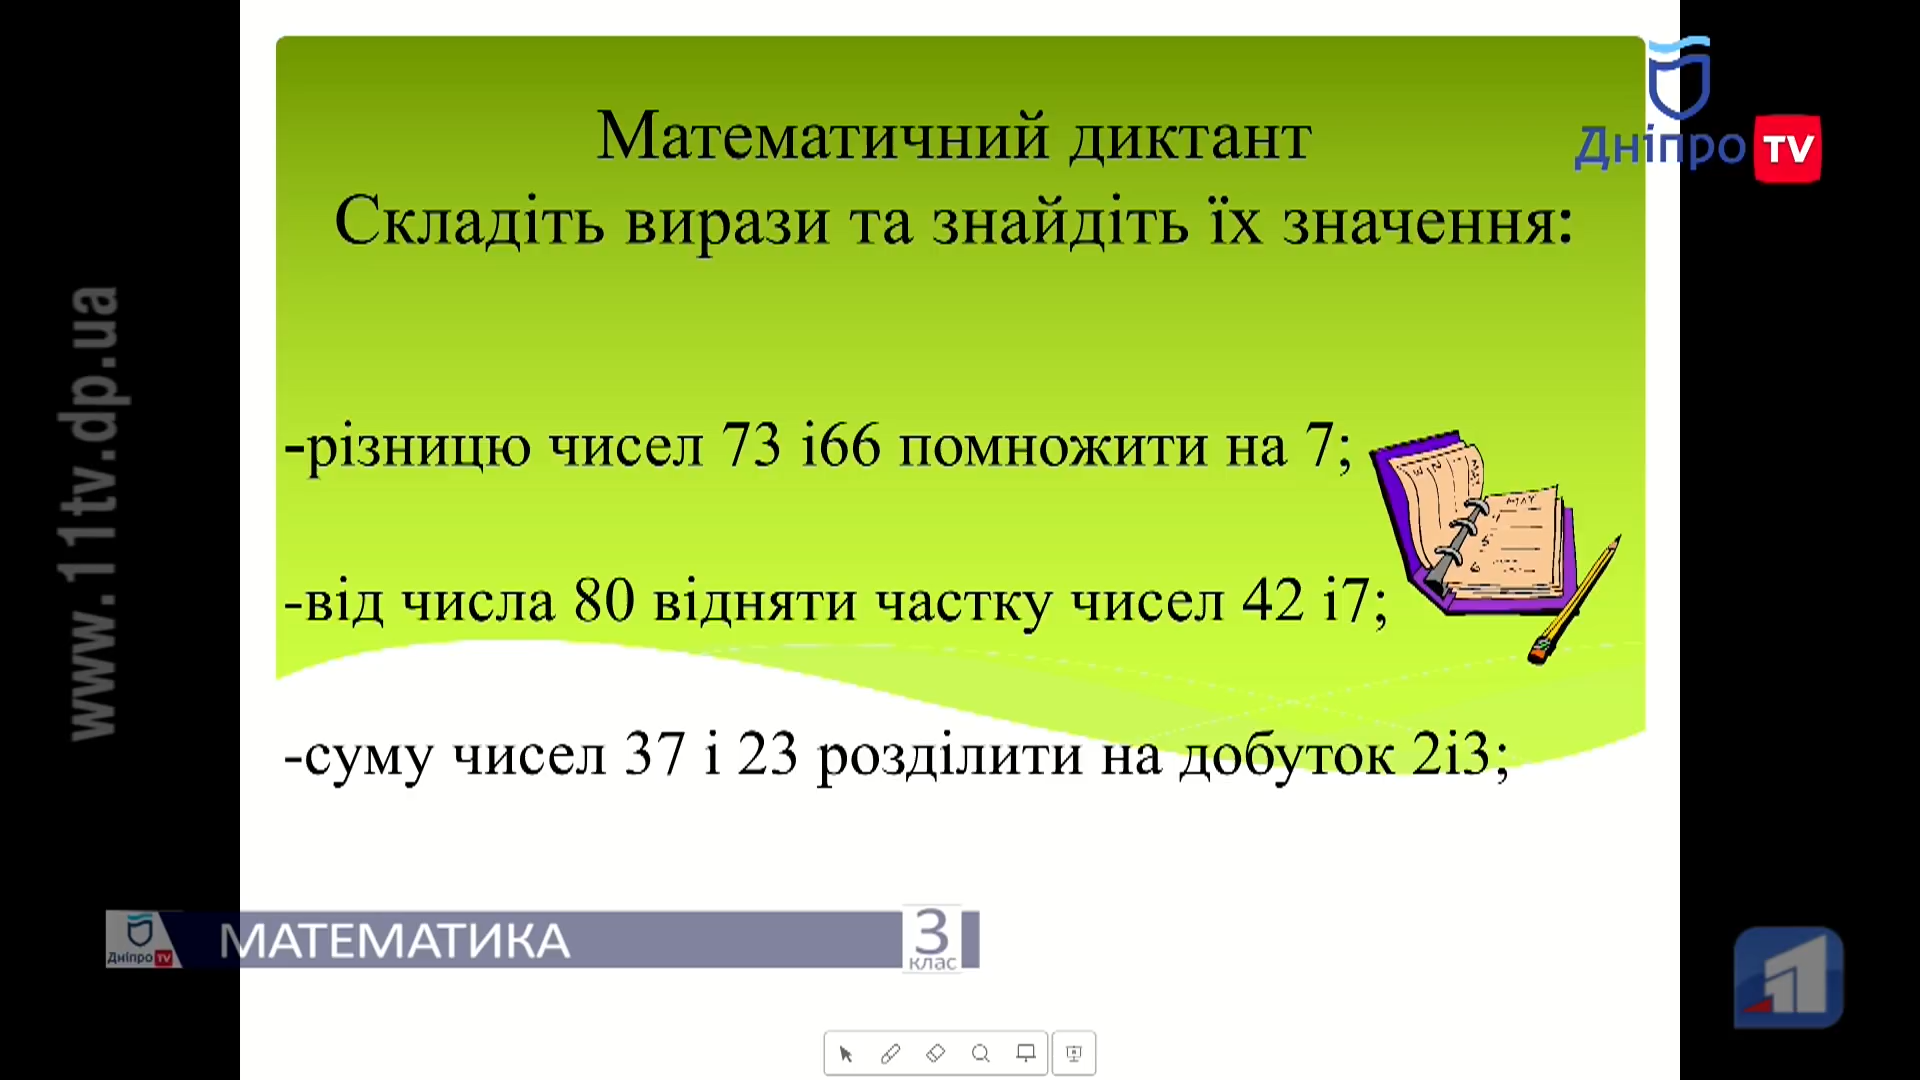 Математичний диктант
Складіть вирази та знайдіть їх значення:
-різницю чисел 73 і66 помножити на 7;
-від числа 80 відняти частку чисел 42 і7;
-суму чисел 37 і 23 розділити на добуток 2і3;
Дніпро TV
www.11tv.dp.ua
Дніпро TV
МАТЕМАТИКА
3
клас